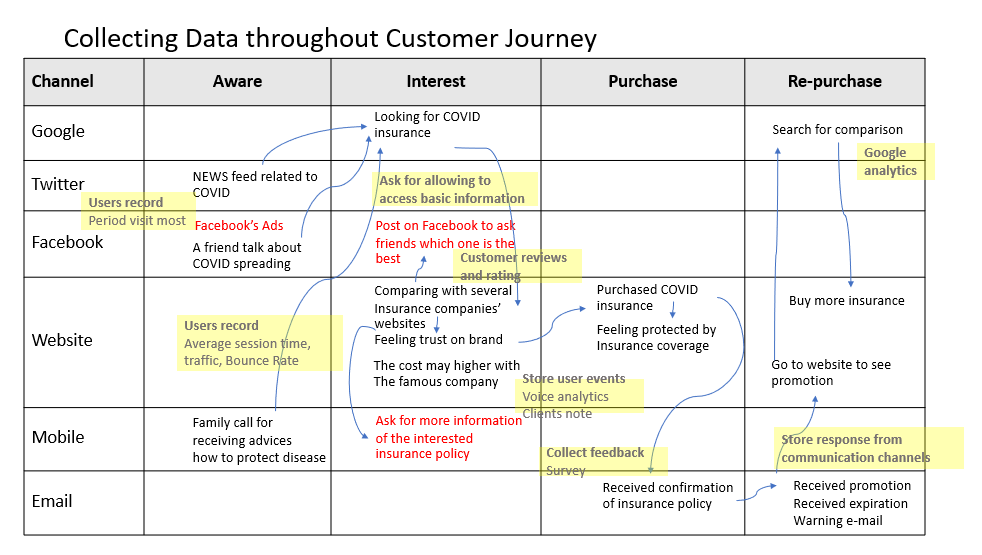 Collecting Data throughout Customer Journey
Channel
Aware
Interest
Purchase
Re-purchase
Google
Looking for COVID
insurance
Search for comparison
Google
analytics
Twitter
NEWS feed related to
COVID
Ask for allowing to
access basic information
Users record
Period visit most
Facebook
Facebook's Ads
A friend talk about
COVID spreading
Post on Facebook to ask
friends which one is the
best
Customer reviews
and rating
Website
Users record
Average session time,
traffic, Bounce Rate
Comparing with several
Insurance companies'
websites
Feeling trust on brand
The cost may higher with
The famous company
Purchased COVID
insurance
Feeling protected by
Insurance coverage
Store user events
Voice analytics
Clients note
Buy more insurance
Go to website to see
promotion
Mobile
Family call for
receiving advices
how to protect disease
Ask for more information
of the interested
insurance policy
Collect feedback
Survey
Store response from
communication channels
Email
Received confirmation
of insurance policy
Received promotion
Received expiration
Warning e-mail